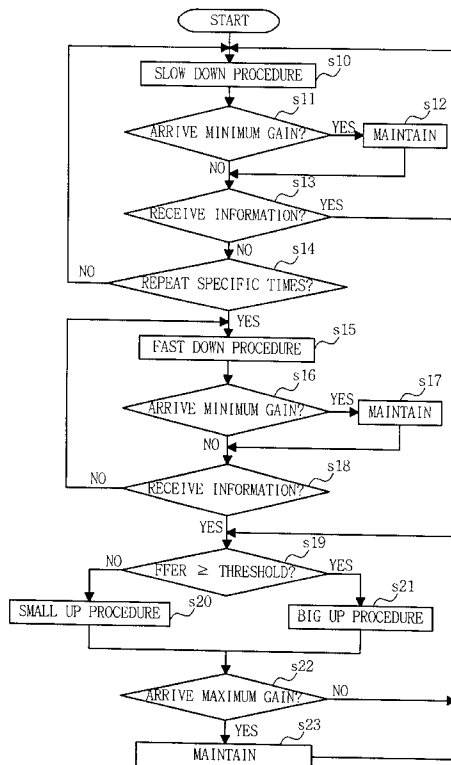 START
s10
SLOW DOWN PROCEDURE
s11
s12
ARRIVE MINIMUM GAIN?
YES
MAINTAIN
NO
s13
RECEIVE INFORMATION?
YES
NO
s14
NO
REPEAT SPECIFIC TIMES?
YES
s15
FAST DOWN PROCEDURE
s16
s17
ARRIVE MINIMUM GAIN?
YES
MAINTAIN
NO
s18
NO
RECEIVE INFORMATION?
YES
s19
NO
FFER ≥ THRESHOLD?
YES
s20
s21
SMALL UP PROCEDURE
BIG UP PROCEDURE
s22
ARRIVE MAXIMUM GAIN?
NO
YES
s23
MAINTAIN